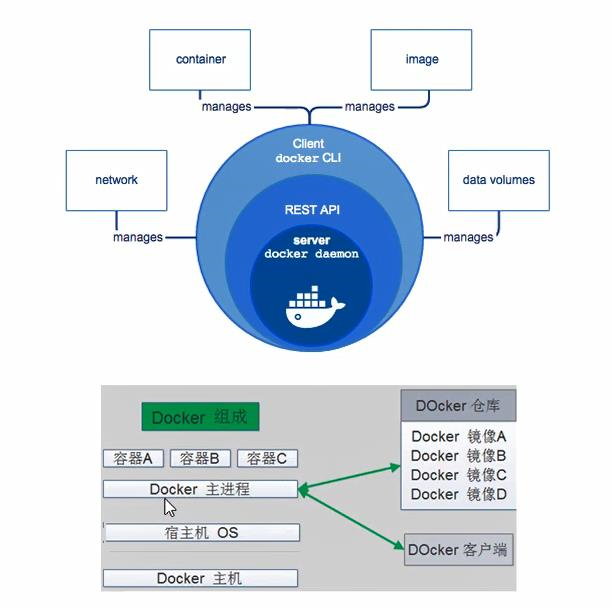 container
image
manages
manages
Client
docker CLI
network
data volumes
REST API
manages
manages
server
docker daemon
Docker 组成
DOcker 仓库
Docker 镜像A
Docker 镜像B
Docker 镜像C
Docker 镜像D
容器A
容器B
容器C
Docker 主进程
宿主机 OS
DOcker 客户端
Docker 主机